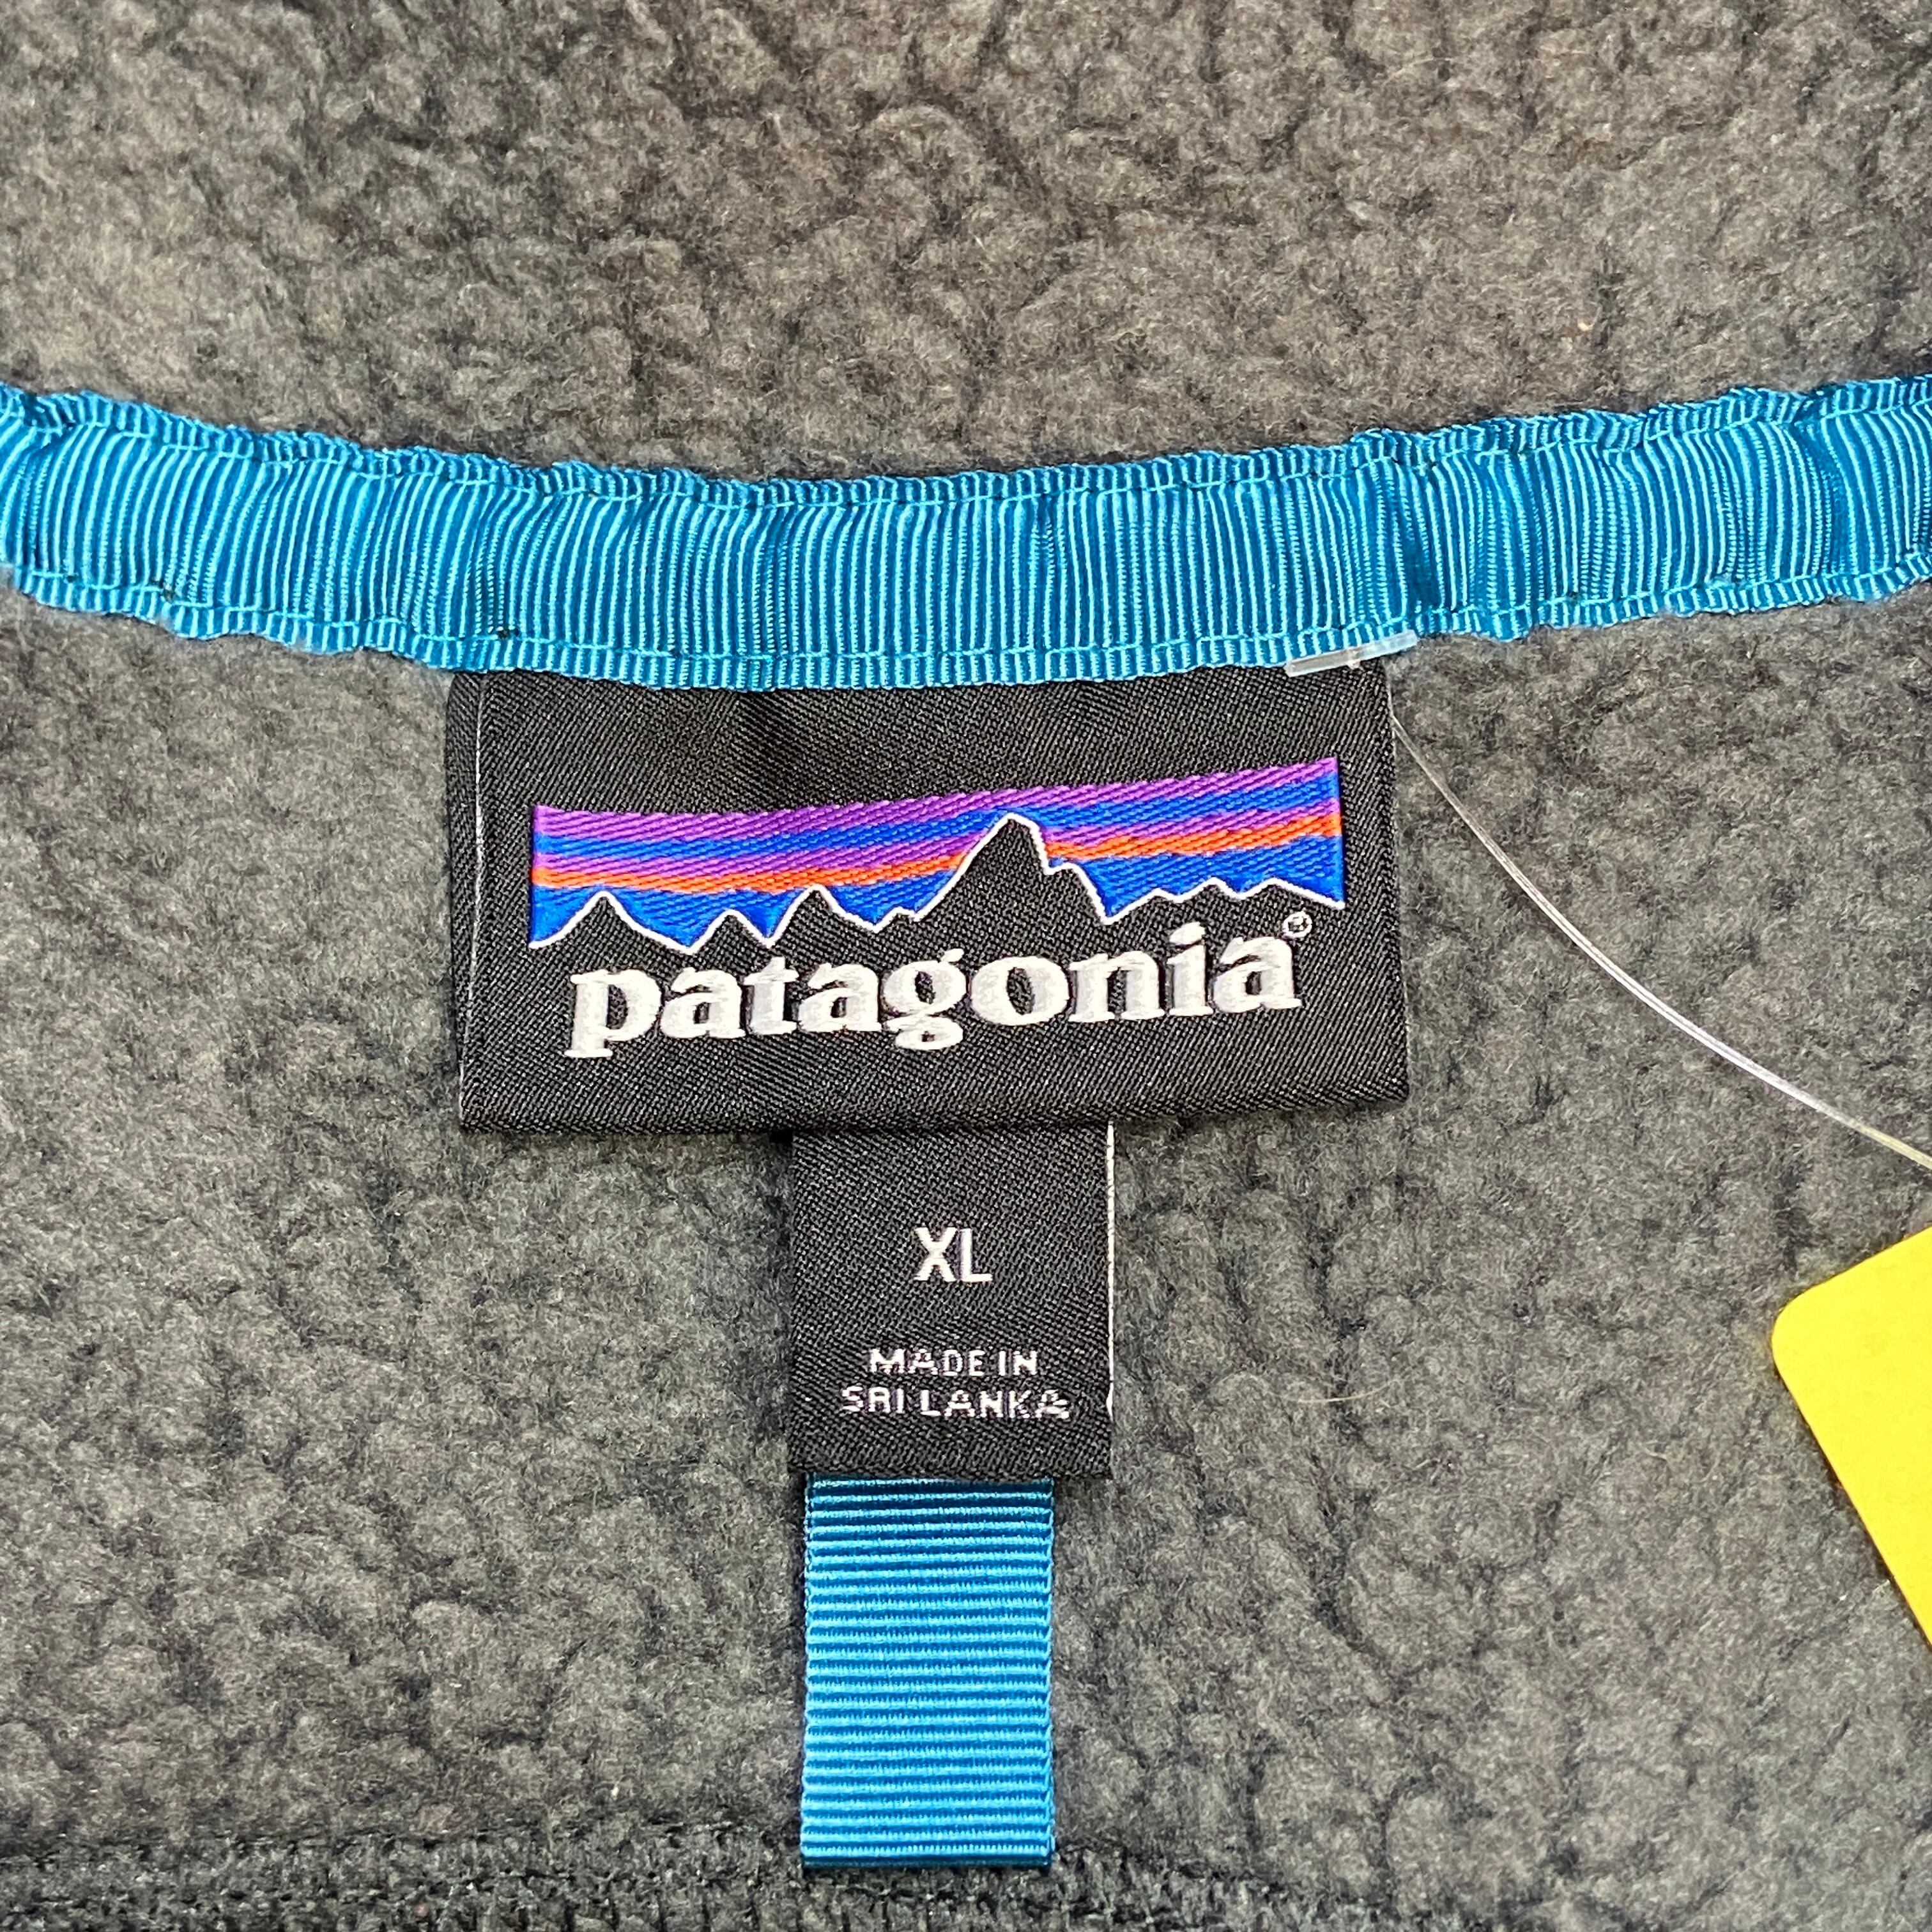 patagonia®
XL
MADE IN
SRI LANKA